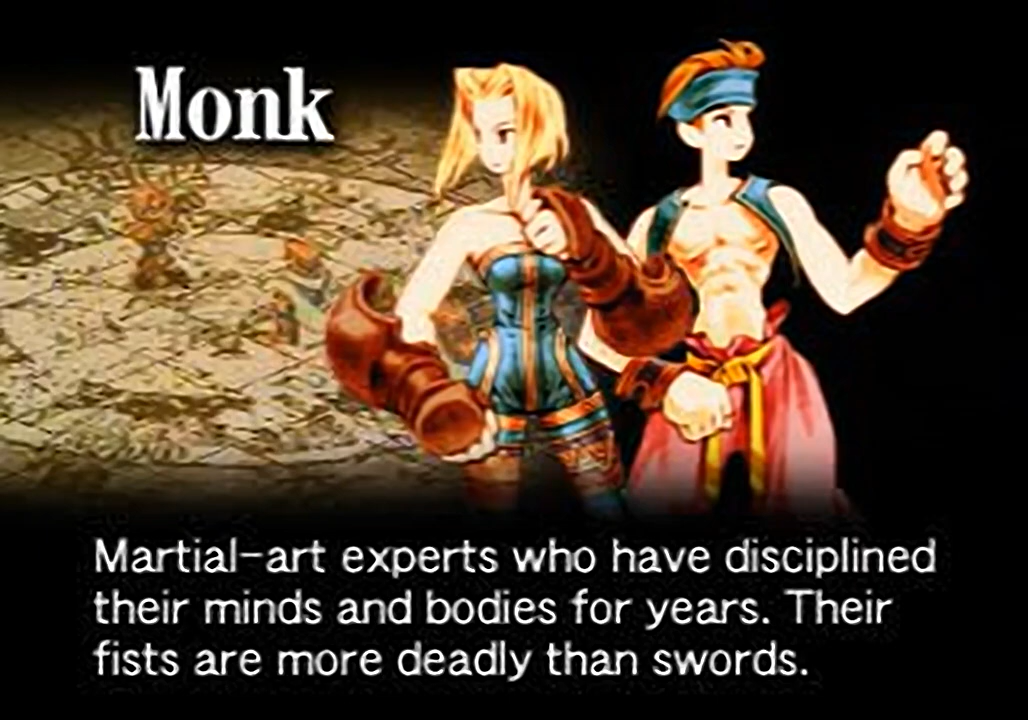 Monk
Martial-art experts who have disciplined
their minds and bodies for years. Their
fists are more deadly than swords.